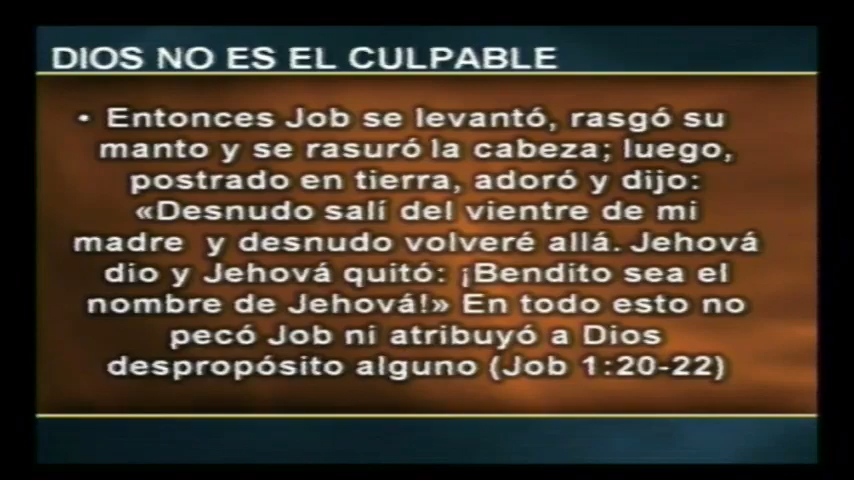 DIOS NO ES EL CULPABLE
• Entonces Job se levantó, rasgó su
manto y se rasuró la cabeza; luego,
postrado en tierra, adoró y dijo:
«Desnudo salí del vientre de mi
madre y desnudo volveré allá. Jehová
dio y Jehová quitó: ¡Bendito sea el
nombre de Jehová!» En todo esto no
pecó Job ni atribuyó a Dios
despropósito alguno (Job 1:20-22)